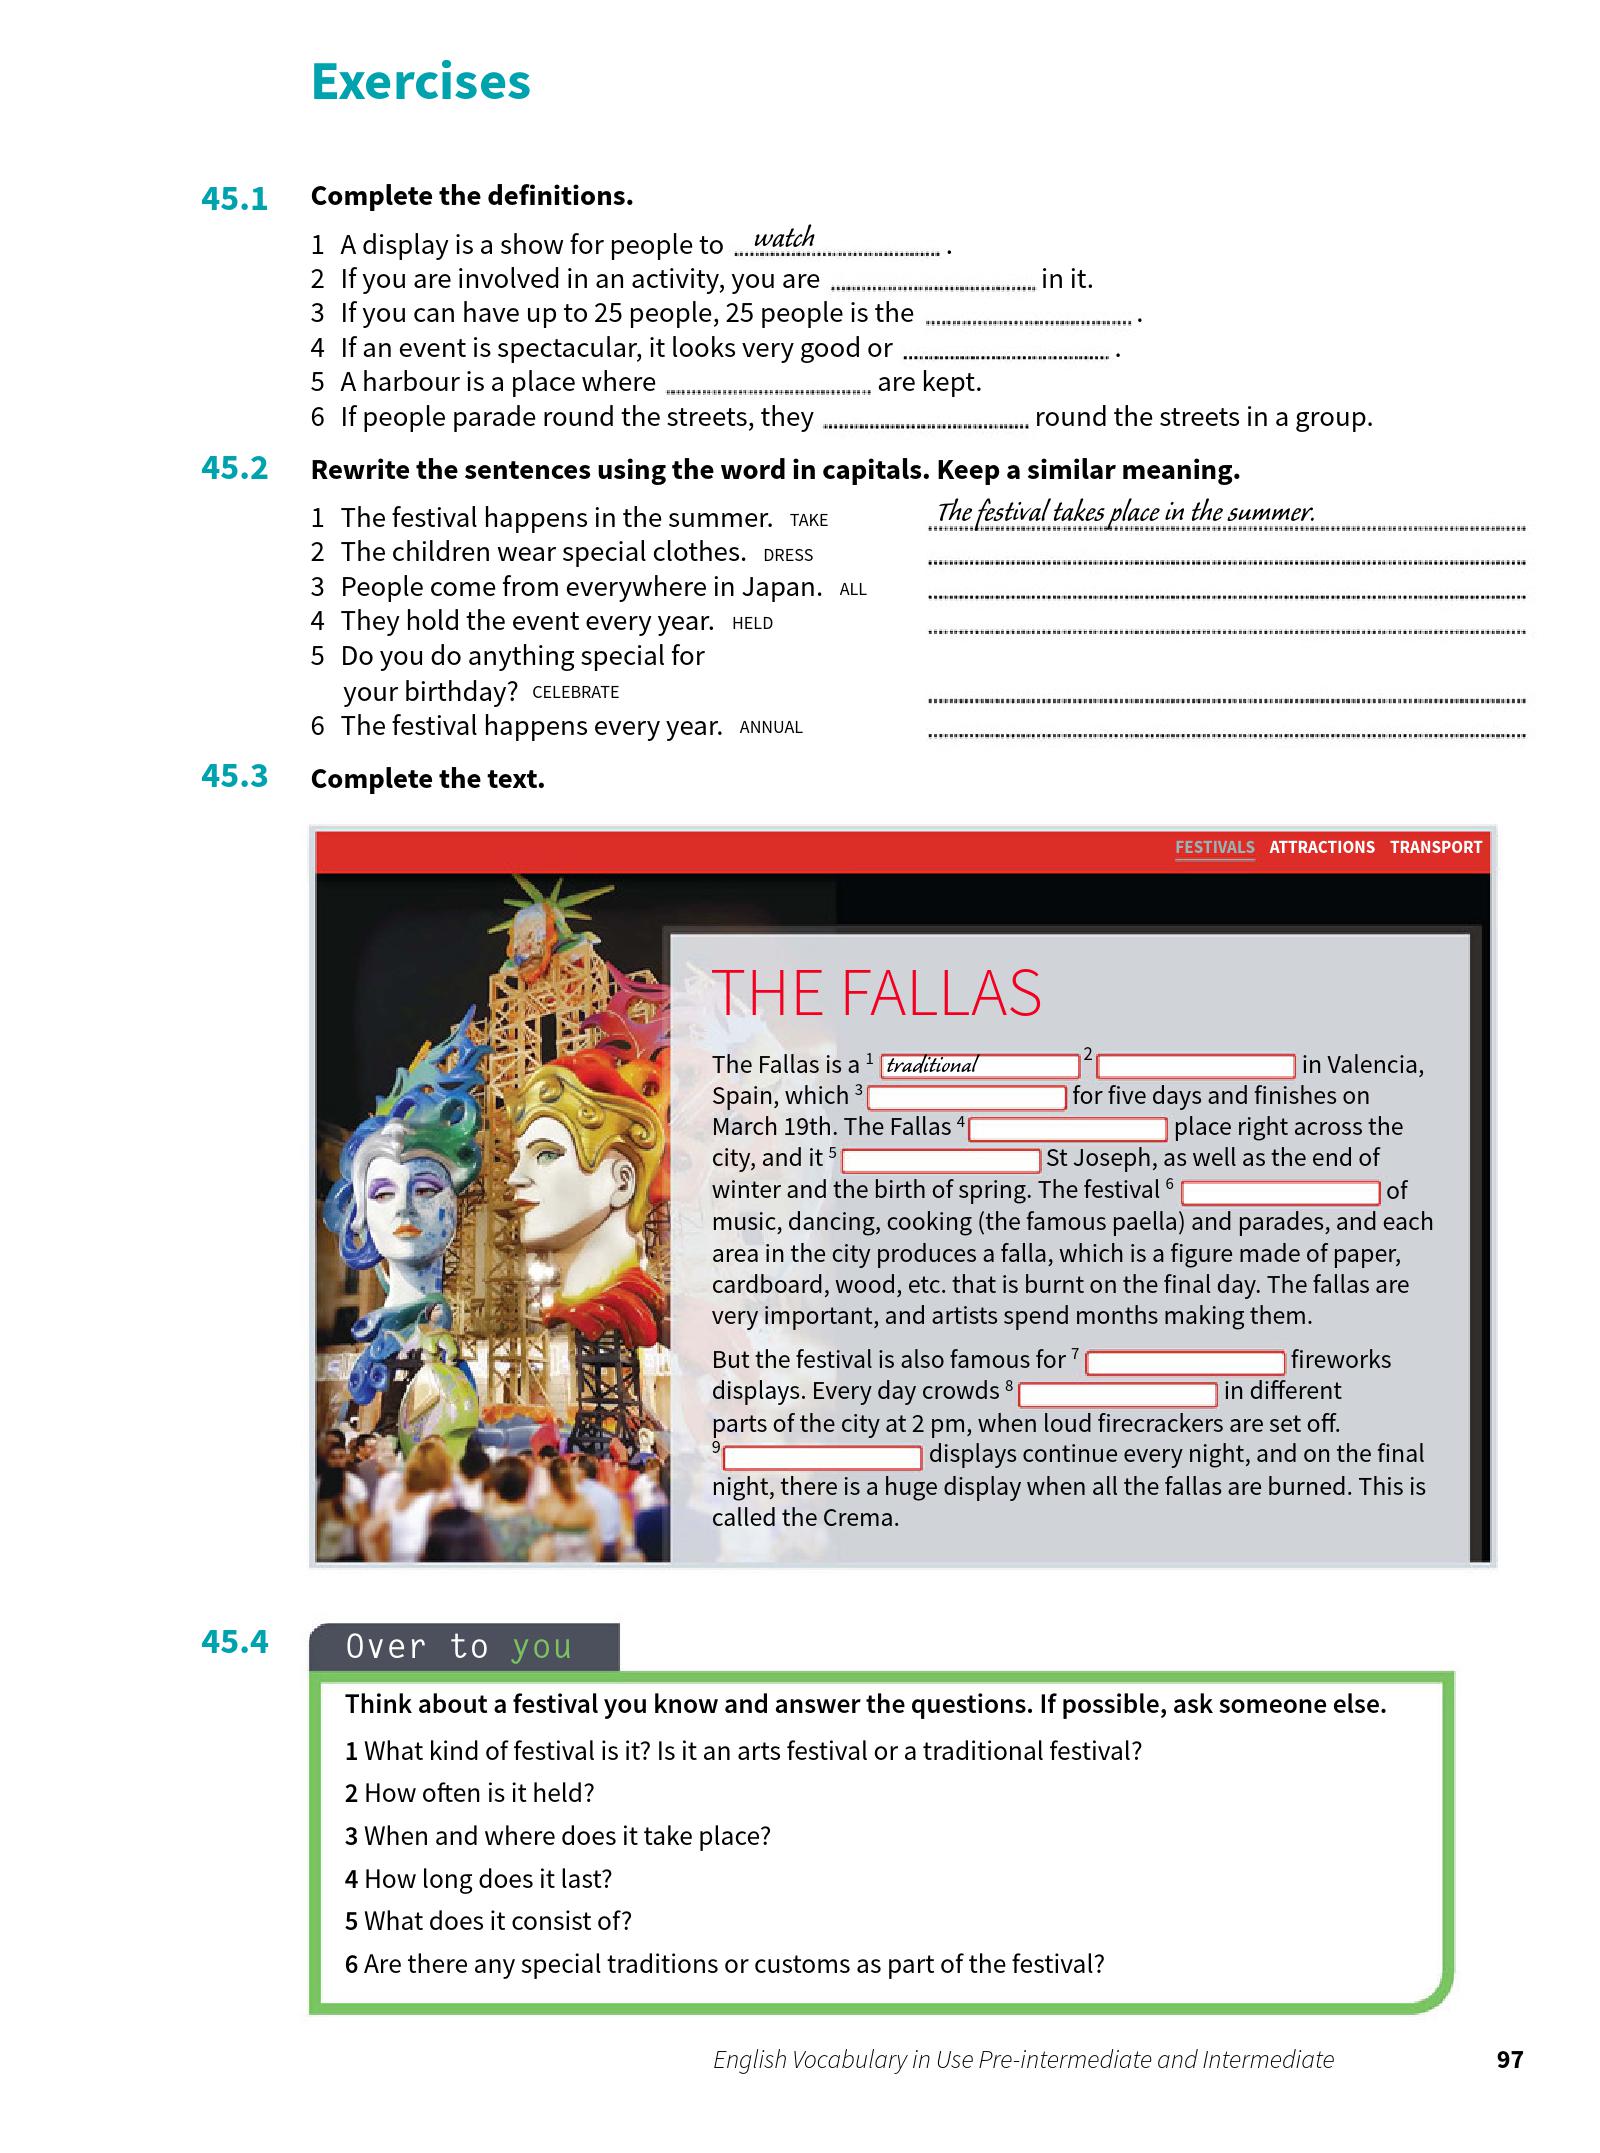 Exercises
45.1 Complete the definitions.
1 A display is a show for people to watch .
2 If you are involved in an activity, you are in it.
3 If you can have up to 25 people, 25 people is the .
4 If an event is spectacular, it looks very good or .
5 A harbour is a place where are kept.
6 If people parade round the streets, they round the streets in a group.
45.2 Rewrite the sentences using the word in capitals. Keep a similar meaning.
1 The festival happens in the summer. TAKE The festival takes place in the summer.
2 The children wear special clothes. DRESS
3 People come from everywhere in Japan. ALL
4 They hold the event every year. HELD
5 Do you do anything special for
your birthday? CELEBRATE
6 The festival happens every year. ANNUAL
45.3 Complete the text.
FESTIVALS ATTRACTIONS TRANSPORT
THE FALLAS
The Fallas is a 1 traditional 2 in Valencia,
Spain, which 3 for five days and finishes on
March 19th. The Fallas 4 place right across the
city, and it 5 St Joseph, as well as the end of
winter and the birth of spring. The festival 6 of
music, dancing, cooking (the famous paella) and parades, and each
area in the city produces a falla, which is a figure made of paper,
cardboard, wood, etc. that is burnt on the final day. The fallas are
very important, and artists spend months making them.
But the festival is also famous for 7 fireworks
displays. Every day crowds 8 in different
parts of the city at 2 pm, when loud firecrackers are set off.
9 displays continue every night, and on the final
night, there is a huge display when all the fallas are burned. This is
called the Crema.
45.4 Over to you
Think about a festival you know and answer the questions. If possible, ask someone else.
1 What kind of festival is it? Is it an arts festival or a traditional festival?
2 How often is it held?
3 When and where does it take place?
4 How long does it last?
5 What does it consist of?
6 Are there any special traditions or customs as part of the festival?
English Vocabulary in Use Pre-intermediate and Intermediate 97